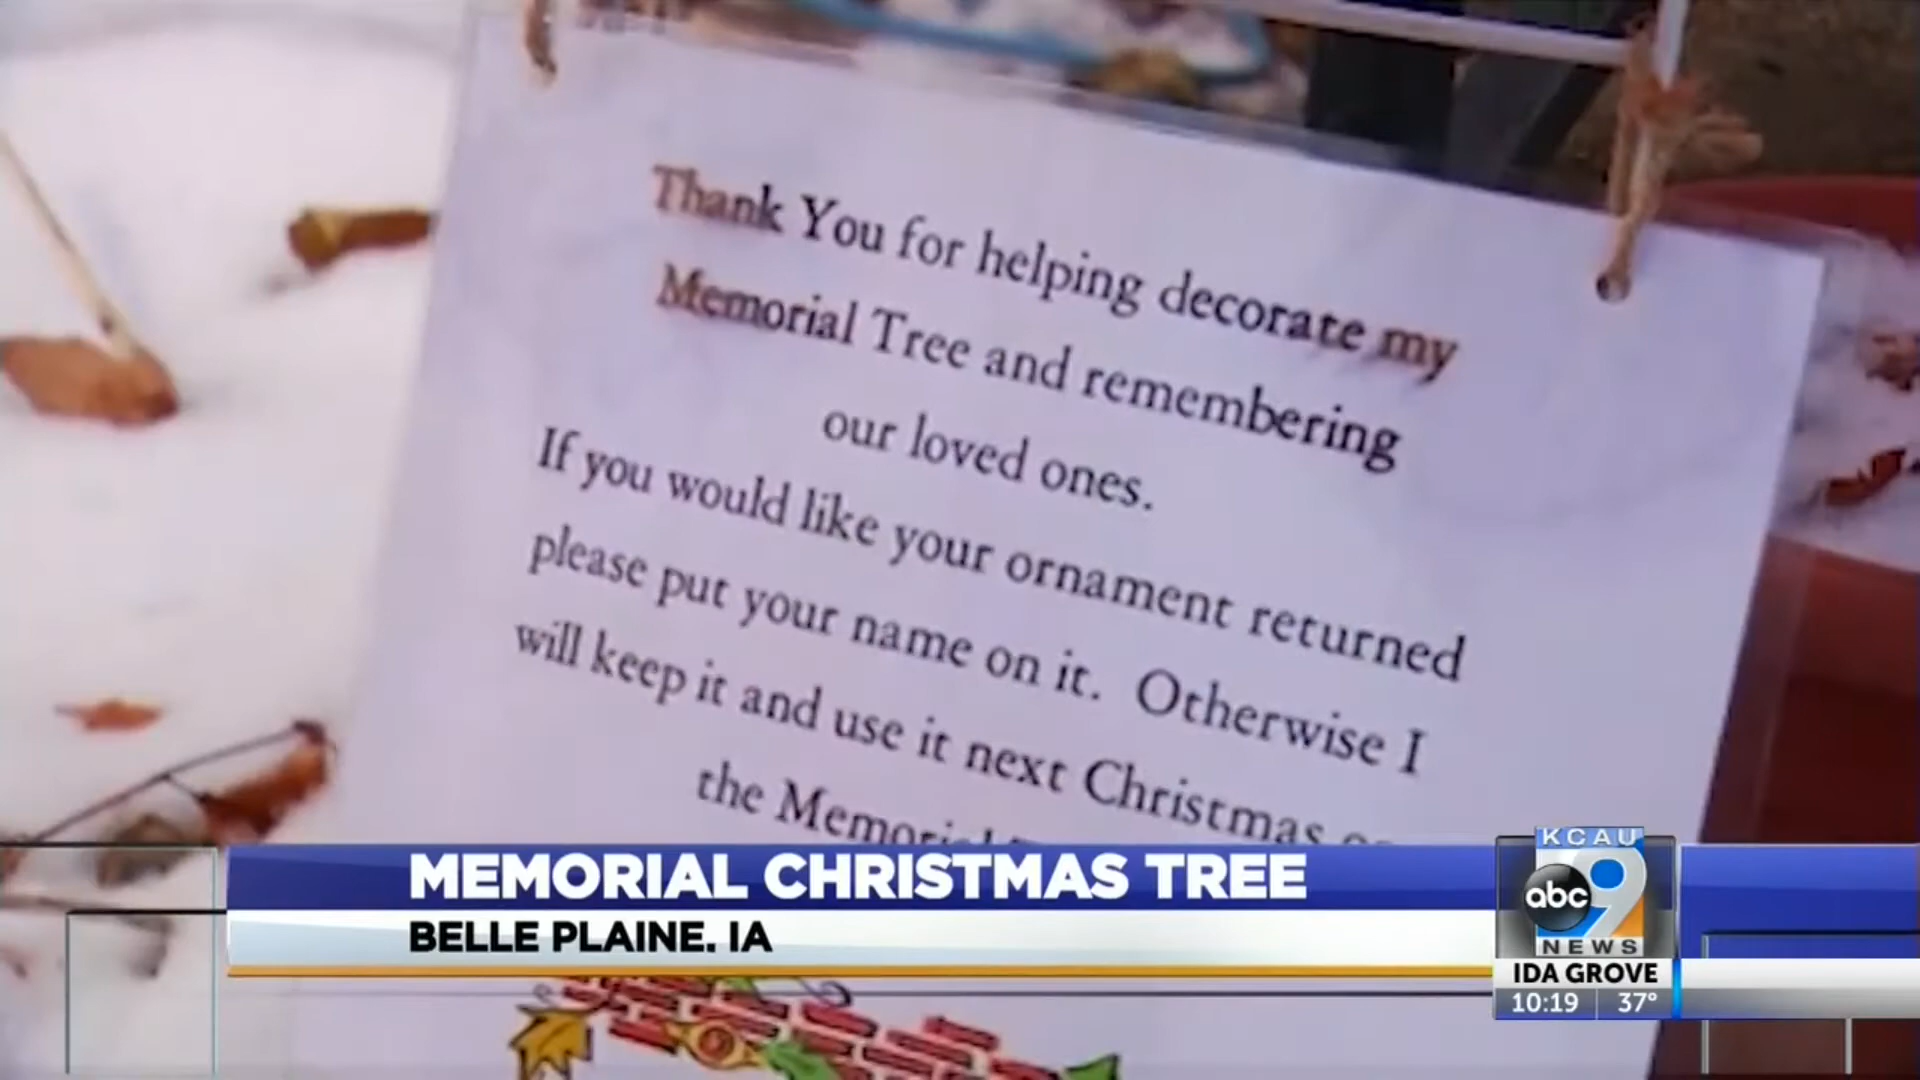 Thank You for helping decorate my
Memorial Tree and remembering
our loved ones.
If you would like your ornament returned
please put your name on it.  Otherwise I
will keep it and use it next Christmas
the Memorial
MEMORIAL CHRISTMAS TREE
BELLE PLAINE, IA
KCAU
abc 9
NEWS
IDA GROVE
10:19 37°